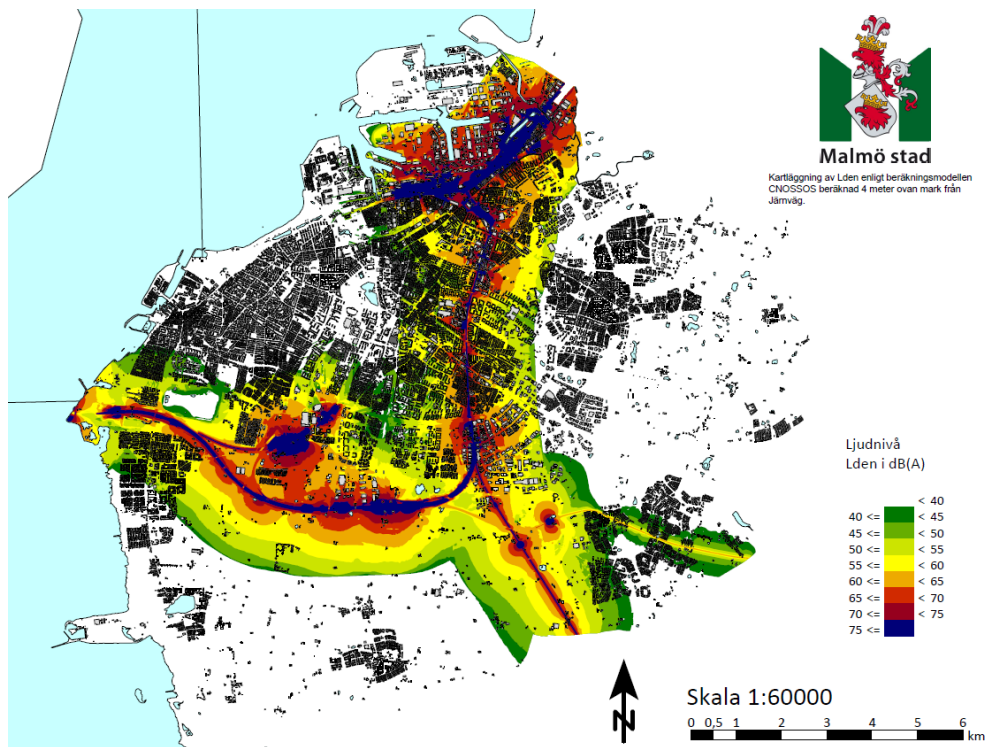 Malmö stad
Kartläggning av Lden enligt beräkningsmodellen
CNOSSOS beräknad 4 meter ovan mark från
Järnväg.
Ljudnivå
Lden i dB(A)
< 40
40 <= < 45
45 <= < 50
50 <= < 55
55 <= < 60
60 <= < 65
65 <= < 70
70 <= < 75
75 <=
N
Skala 1:60000
0 0,5 1 2 3 4 5 6
km